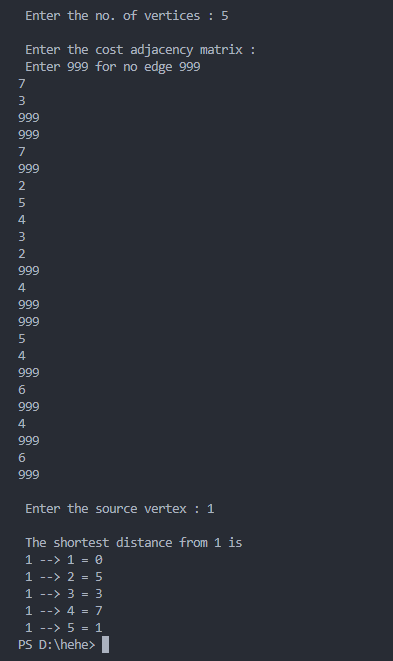 Enter the no. of vertices : 5
Enter the cost adjacency matrix :
Enter 999 for no edge 999
7
3
999
999
7
999
2
5
4
3
2
999
4
999
999
5
4
999
6
999
4
999
6
999
Enter the source vertex : 1
The shortest distance from 1 is
1 --> 1 = 0
1 --> 2 = 5
1 --> 3 = 3
1 --> 4 = 7
1 --> 5 = 1
PS D:\hehe>